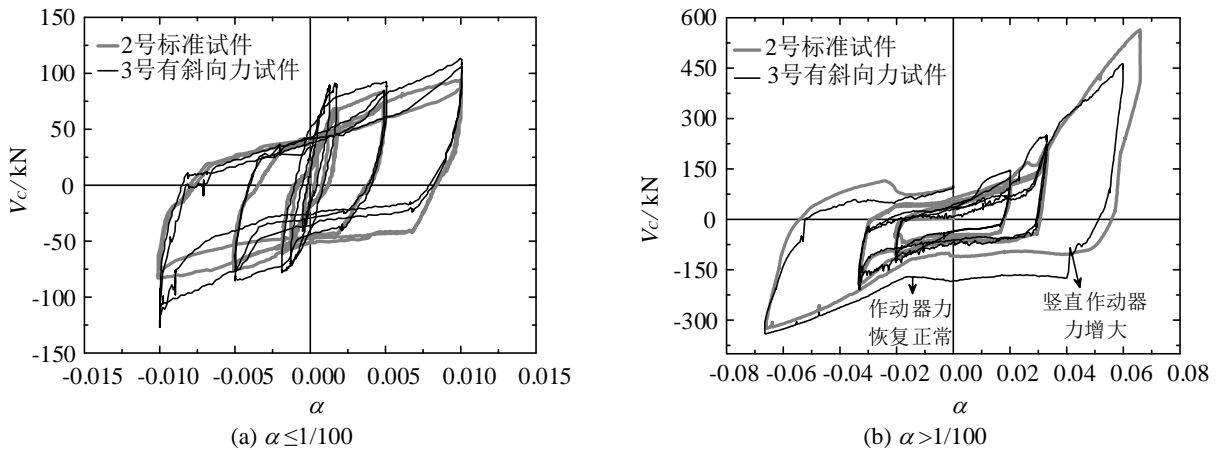 150
100
50
0
-50
-100
-150
Vc/ kN
2号标准试件
3号有斜向力试件
-0.015 -0.010 -0.005 0.000 0.005 0.010 0.015
α
(a) α≤1/100
600
450
300
150
0
-150
-300
Vc/ kN
2号标准试件
3号有斜向力试件
作动器力
恢复正常
竖直作动器
力增大
-0.08 -0.06 -0.04 -0.02 0.00 0.02 0.04 0.06 0.08
α
(b) α>1/100